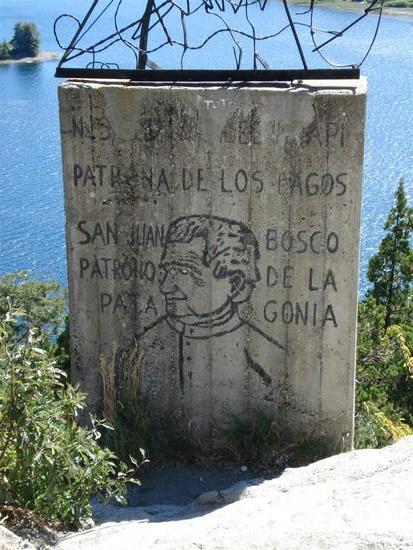 PATRONA DE LOS LAGOS
SAN JUAN BOSCO
PATRONO DE LA
PATA GONIA